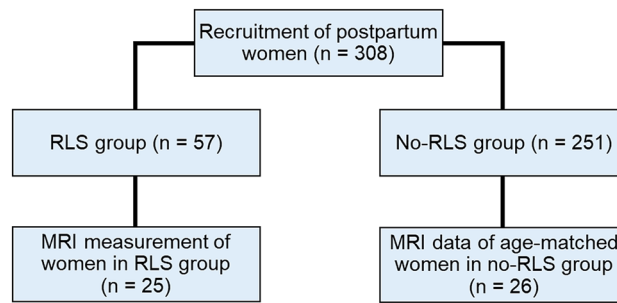 Recruitment of postpartum
women (n = 308)
RLS group (n = 57)
No-RLS group (n = 251)
MRI measurement of
women in RLS group
(n = 25)
MRI data of age-matched
women in no-RLS group
(n = 26)